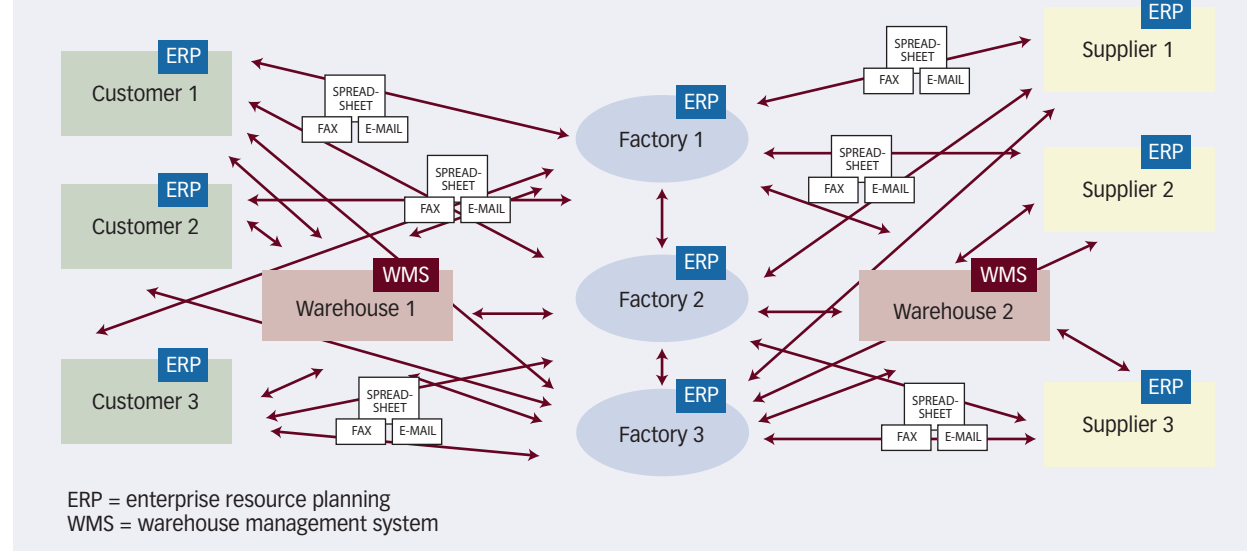 ERP
Customer 1
SPREAD-
SHEET
FAX
E-MAIL
ERP
Factory 1
SPREAD-
SHEET
FAX
E-MAIL
ERP
Supplier 1
ERP
Customer 2
SPREAD-
SHEET
FAX
E-MAIL
SPREAD-
SHEET
FAX
E-MAIL
ERP
Supplier 2
WMS
Warehouse 1
ERP
Factory 2
WMS
Warehouse 2
ERP
Customer 3
SPREAD-
SHEET
FAX
E-MAIL
ERP
Factory 3
SPREAD-
SHEET
FAX
E-MAIL
ERP
Supplier 3
ERP = enterprise resource planning
WMS = warehouse management system